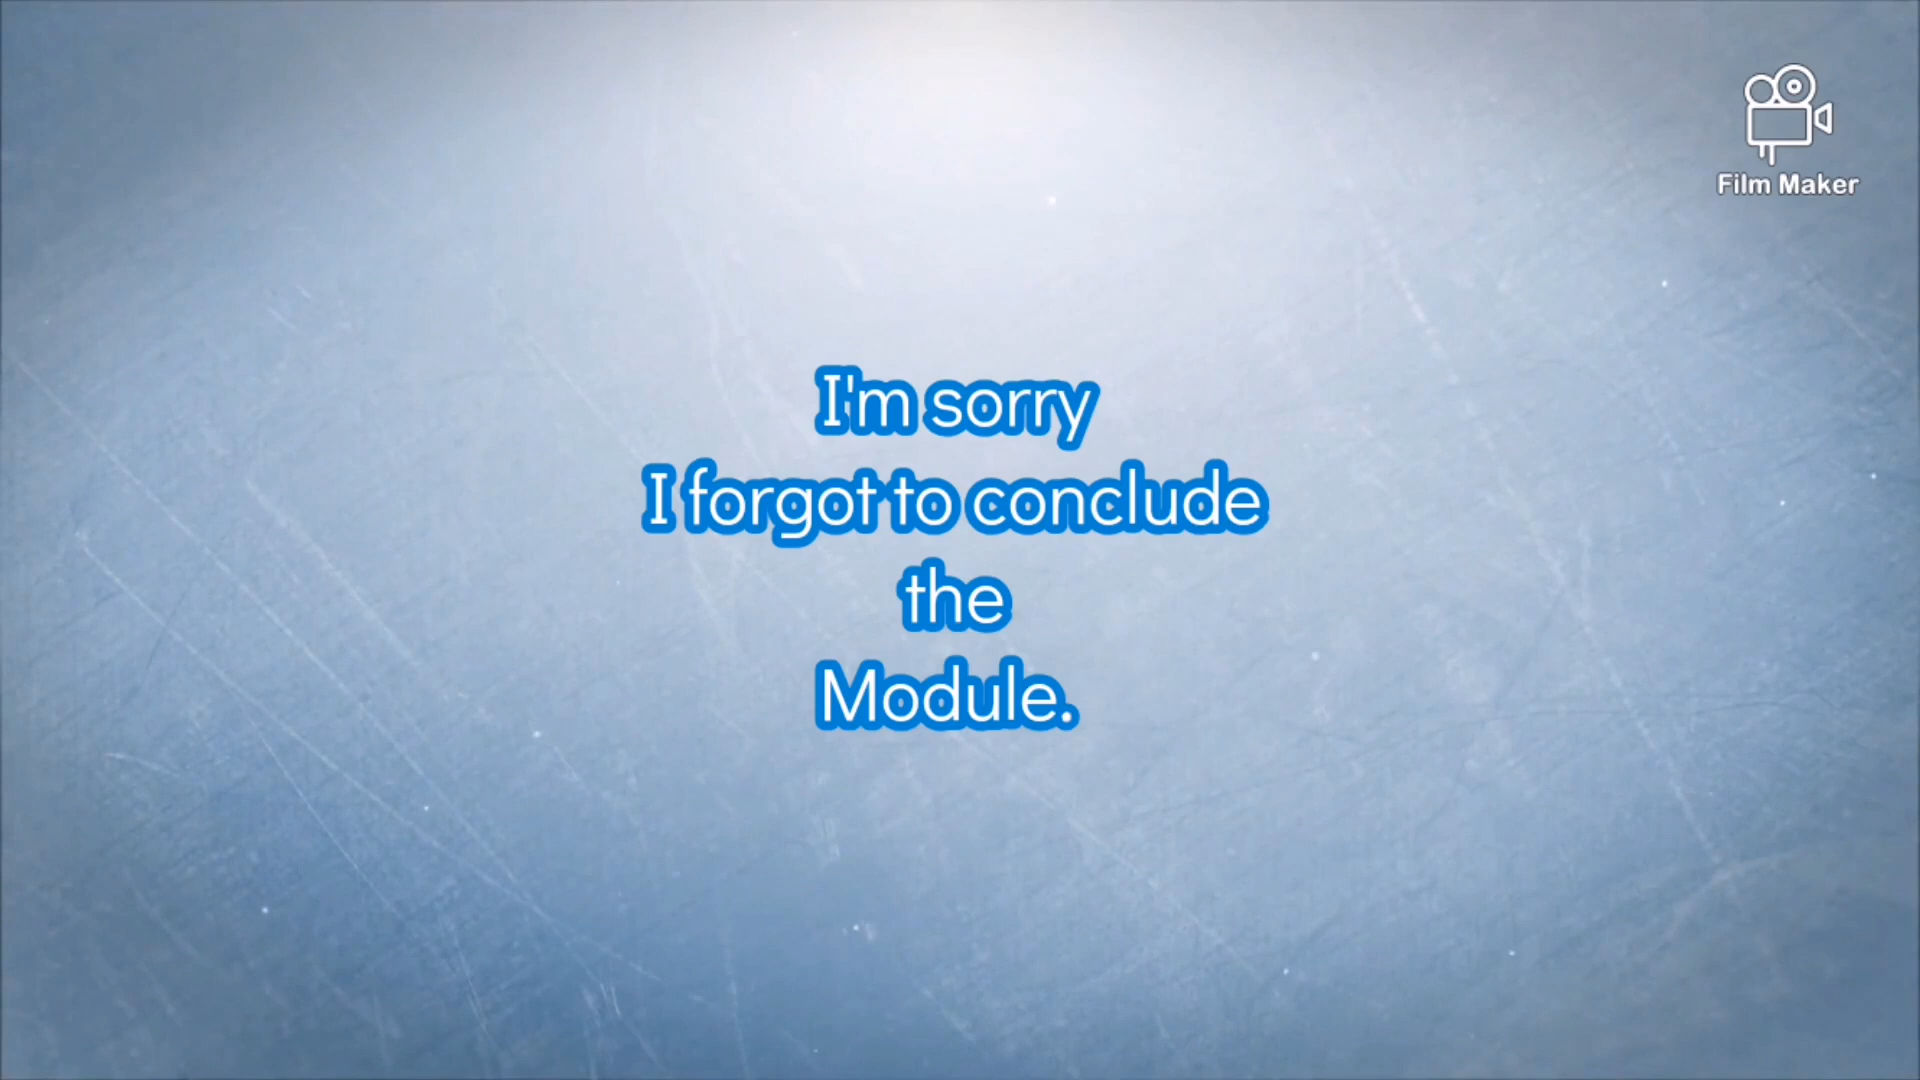 Film Maker
I'm sorry
I forgot to conclude
the
Module.